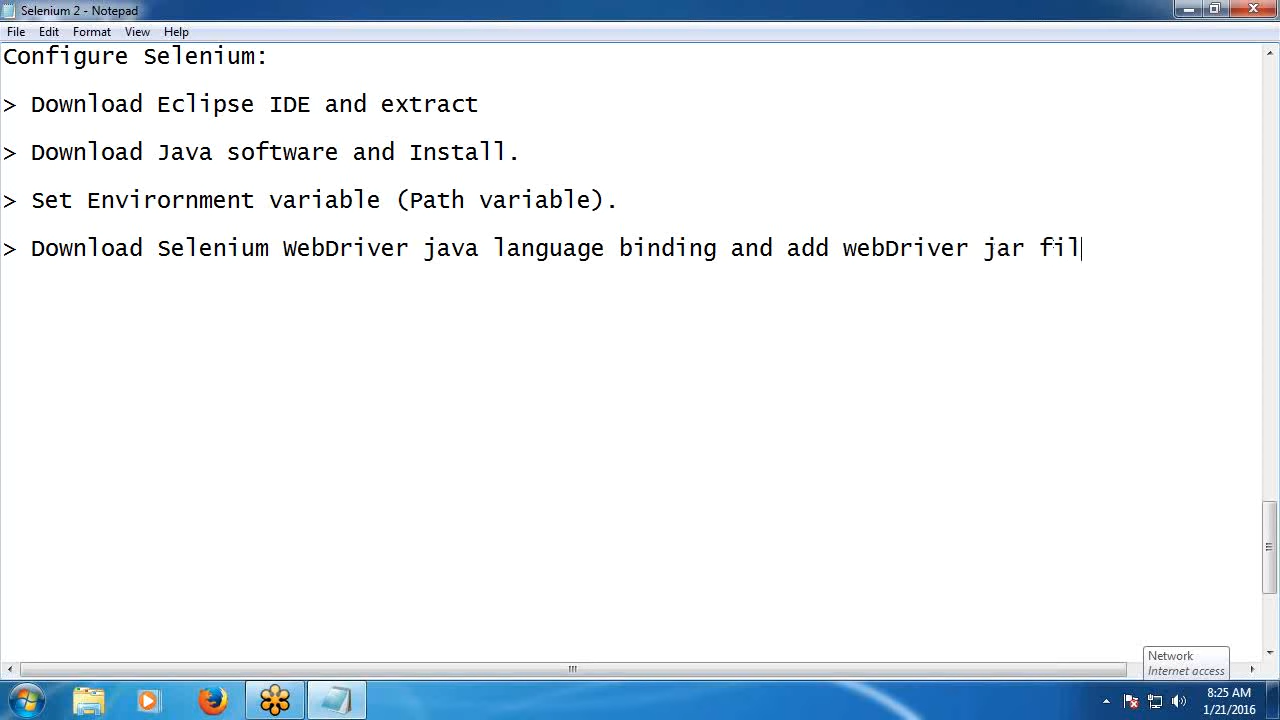 Selenium 2 - Notepad
File Edit Format View Help
Configure Selenium:
> Download Eclipse IDE and extract
> Download Java software and Install.
> Set Envirornment variable (Path variable).
> Download Selenium WebDriver java language binding and add webDriver jar fil
Network
Internet access
8:25 AM
1/21/2016